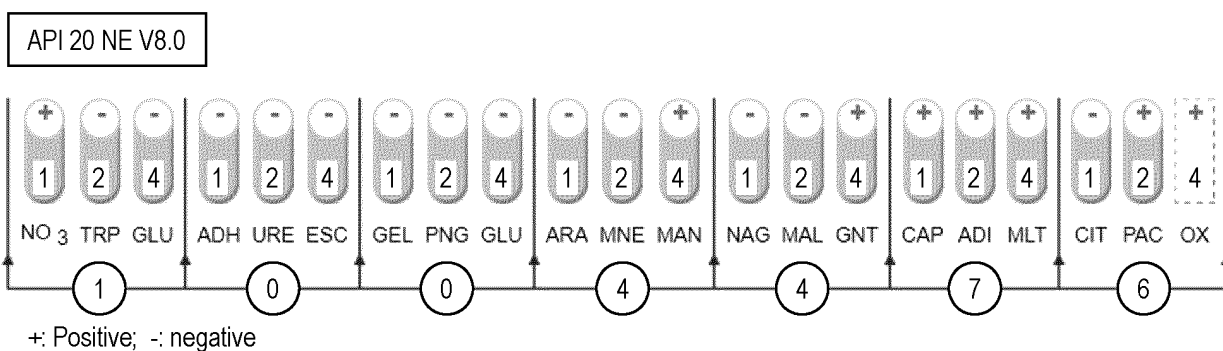 API 20 NE V8.0
+ - - - - - - - - - - + - - + + + + - + +
1 2 4 1 2 4 1 2 4 1 2 4 1 2 4 1 2 4 1 2 4
NO 3 TRP GLU ADH URE ESC GEL PNG GLU ARA MNE MAN NAG MAL GNT CAP ADI MLT CIT PAC OX
1 0 0 4 4 7 6
+: Positive; -: negative